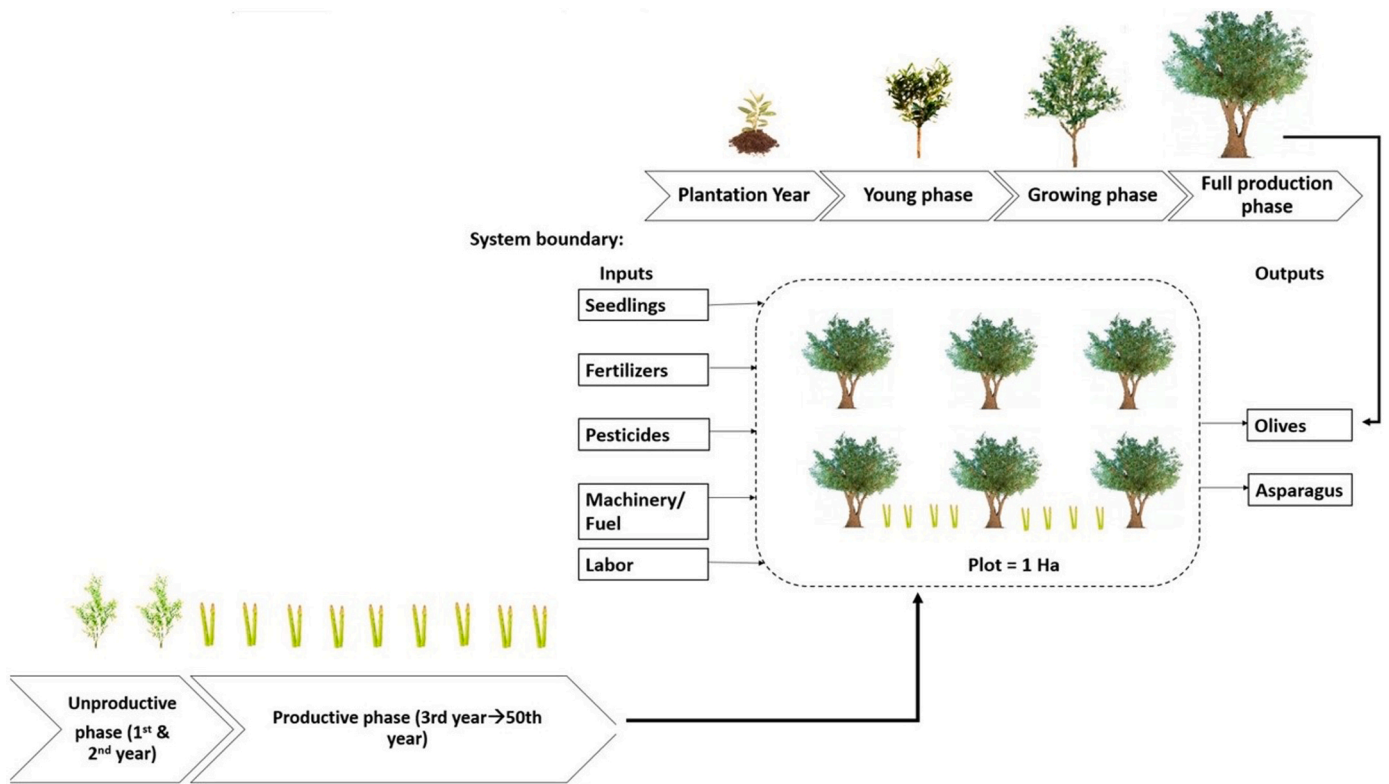 Plantation Year
Young phase
Growing phase
Full production
phase
System boundary:
Inputs
Outputs
Seedlings
Fertilizers
Pesticides
Machinery/
Fuel
Labor
Olives
Asparagus
Plot = 1 Ha
Unproductive
phase (1st &
2nd year)
Productive phase (3rd year→50th
year)